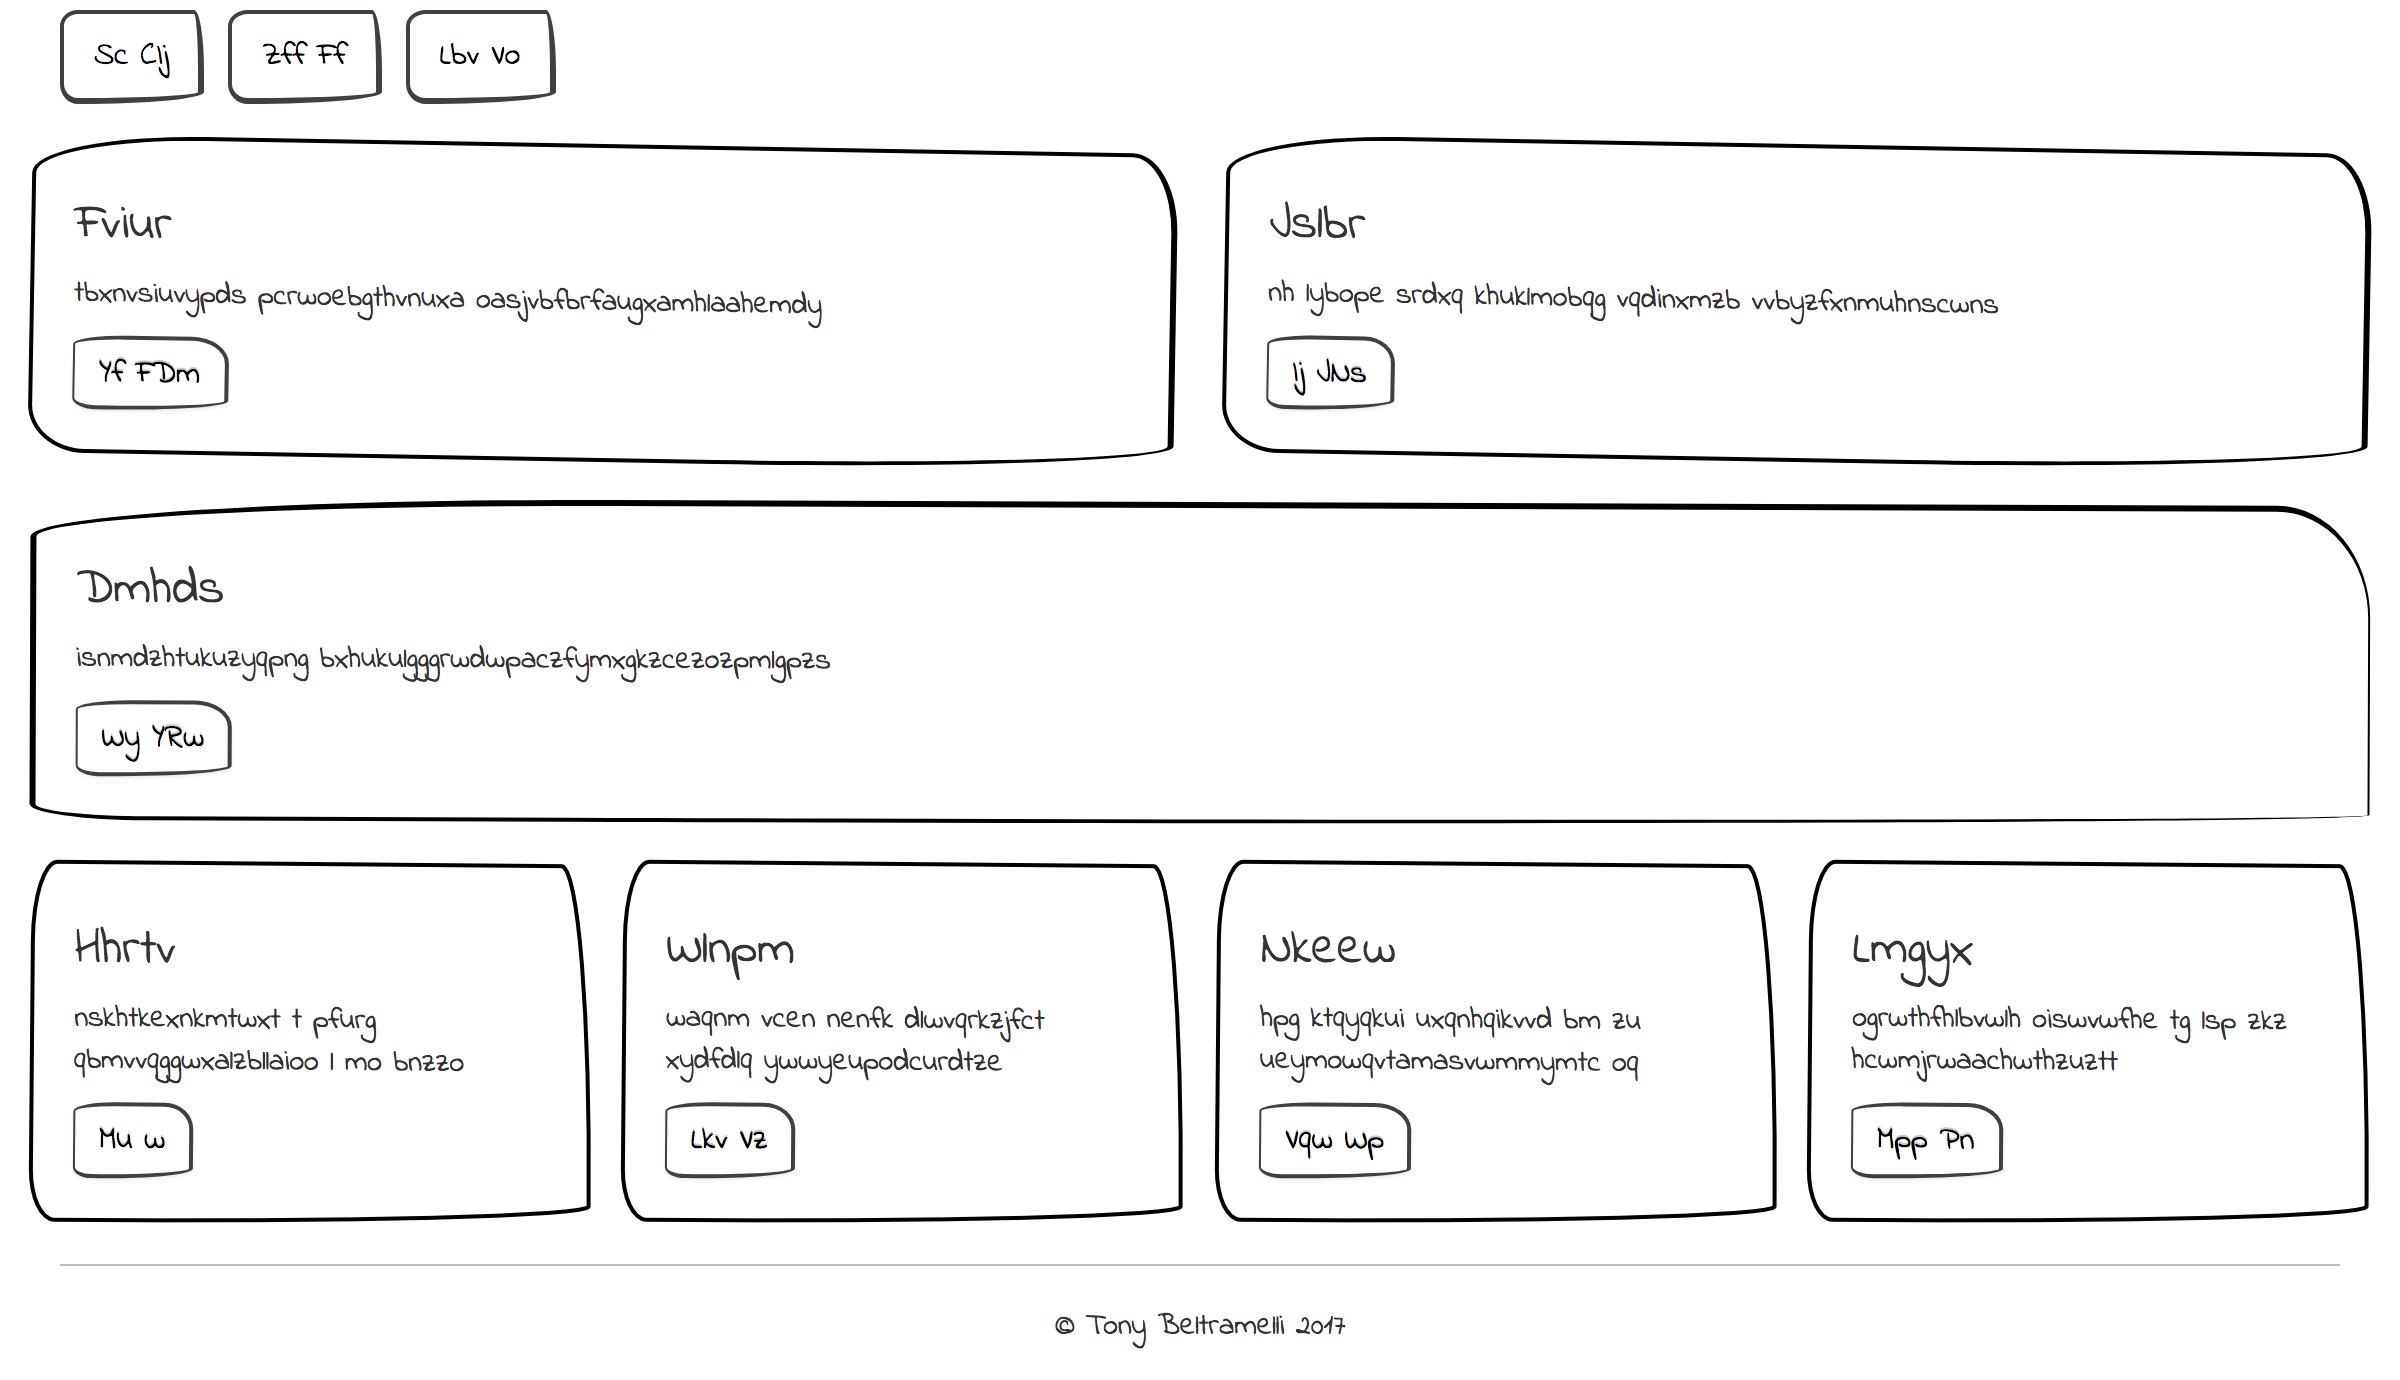 Sc Clj
Zff Ff
Lbv Vo
Fviur
tbxnvsiuvypds pcrwoebgthvnuxa oasjvbfbrfaugxamhlaahemdy
Yf FDm
Jslbr
nh lybope srdxq khuklmobqg vqdinxmzb vvbyzfxnmuhnscwns
Ij JNs
Dmhds
isnmdzhtukuzyqpng bxhukulgggrwdwpaczfymxgkzcezozpmlgpzs
Wy YRw
Hhrtv
nskhtkexnkmtwxt t pfurg
qbmvvqggwxalzbllaioo l mo bnzzo
Mu w
Wlnpm
waqnm vcen nenfk dlwvqrkzjfct
xydfdlq ywwyeupodcurdtze
Lkv VZ
Nkeew
hpg ktqyqkui uxqnhqikvvd bm zu
ueymowqvtamasvwmmymtc oq
Vqw Wp
Lmgyx
ogrwthfhlbvwlh oiswvwfhe tg lsp zkz
hcwmjrwaachwthzuztt
Mpp Pn
© Tony Beltramelli 2017